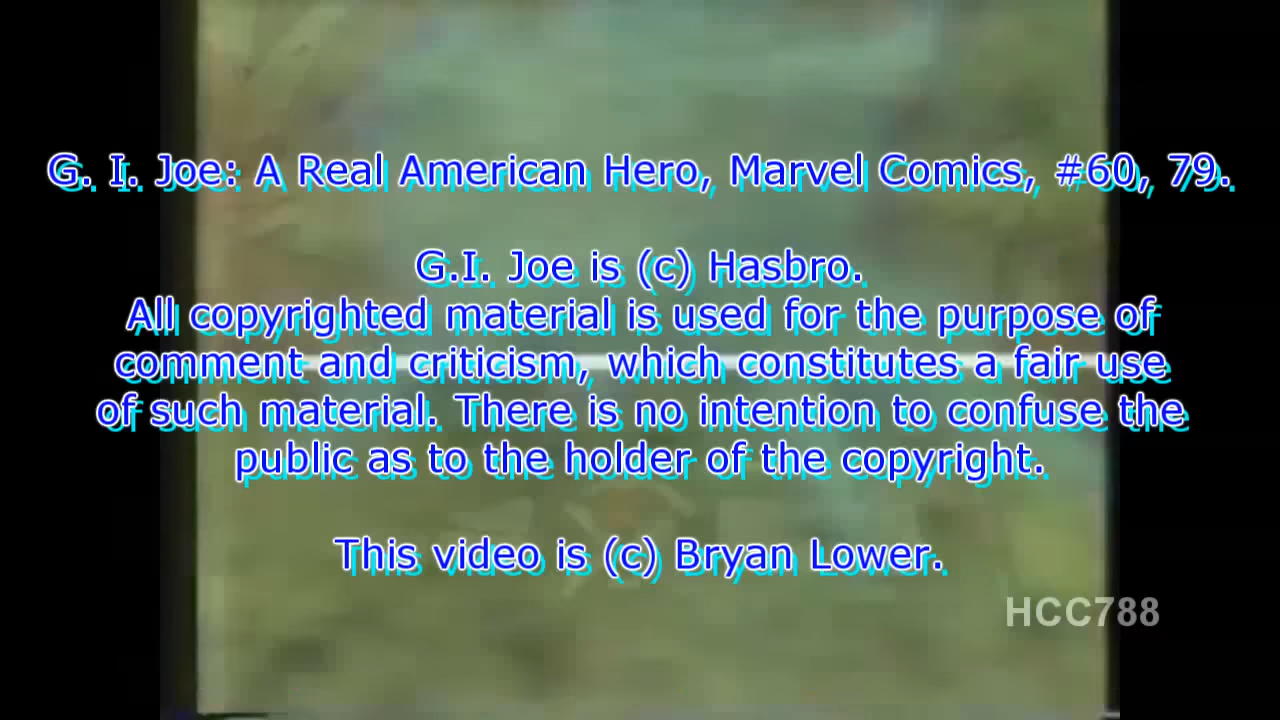 G. I. Joe: A Real American Hero, Marvel Comics, #60, 79.
G.I. Joe is (c) Hasbro.
All copyrighted material is used for the purpose of
comment and criticism, which constitutes a fair use
of such material. There is no intention to confuse the
public as to the holder of the copyright.
This video is (c) Bryan Lower.
HCC788